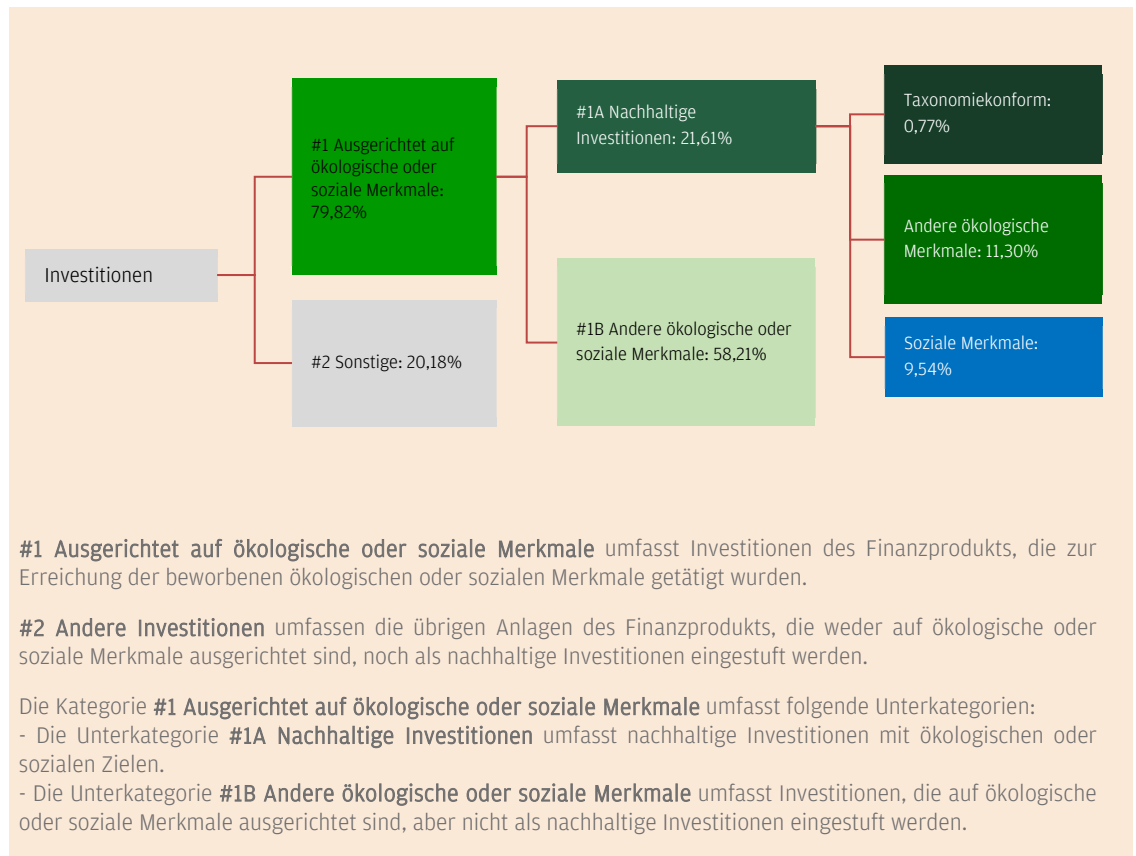 Investitionen
#1 Ausgerichtet auf
ökologische oder
soziale Merkmale:
79,82%
#2 Sonstige: 20,18%
#1A Nachhaltige
Investitionen: 21,61%
#1B Andere ökologische oder
soziale Merkmale: 58,21%
Taxonomiekonform:
0,77%
Andere ökologische
Merkmale: 11,30%
Soziale Merkmale:
9,54%
#1 Ausgerichtet auf ökologische oder soziale Merkmale umfasst Investitionen des Finanzprodukts, die zur
Erreichung der beworbenen ökologischen oder sozialen Merkmale getätigt wurden.
#2 Andere Investitionen umfassen die übrigen Anlagen des Finanzprodukts, die weder auf ökologische oder
soziale Merkmale ausgerichtet sind, noch als nachhaltige Investitionen eingestuft werden.
Die Kategorie #1 Ausgerichtet auf ökologische oder soziale Merkmale umfasst folgende Unterkategorien:
- Die Unterkategorie #1A Nachhaltige Investitionen umfasst nachhaltige Investitionen mit ökologischen oder
sozialen Zielen.
- Die Unterkategorie #1B Andere ökologische oder soziale Merkmale umfasst Investitionen, die auf ökologische
oder soziale Merkmale ausgerichtet sind, aber nicht als nachhaltige Investitionen eingestuft werden.